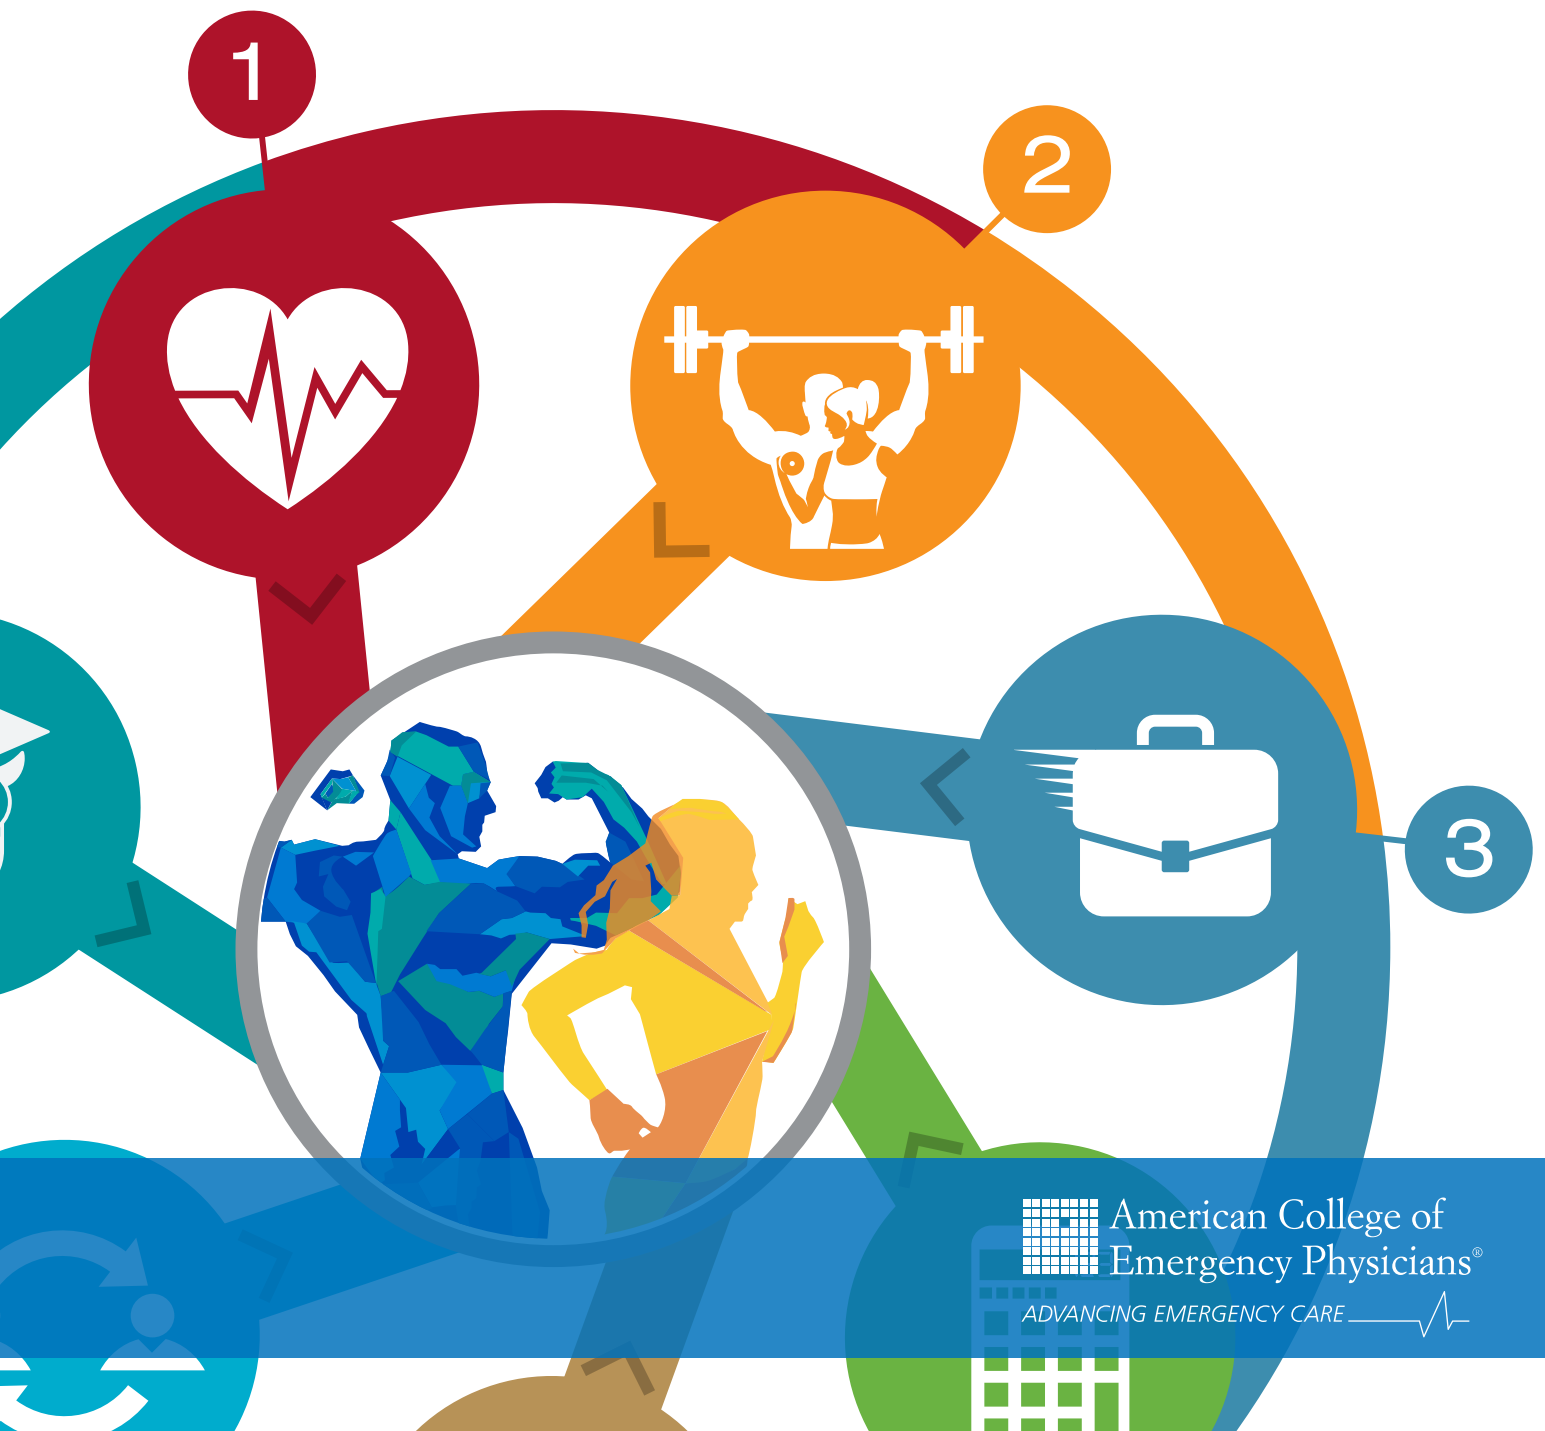 1
2
3
American College of
Emergency Physicians®
ADVANCING EMERGENCY CARE